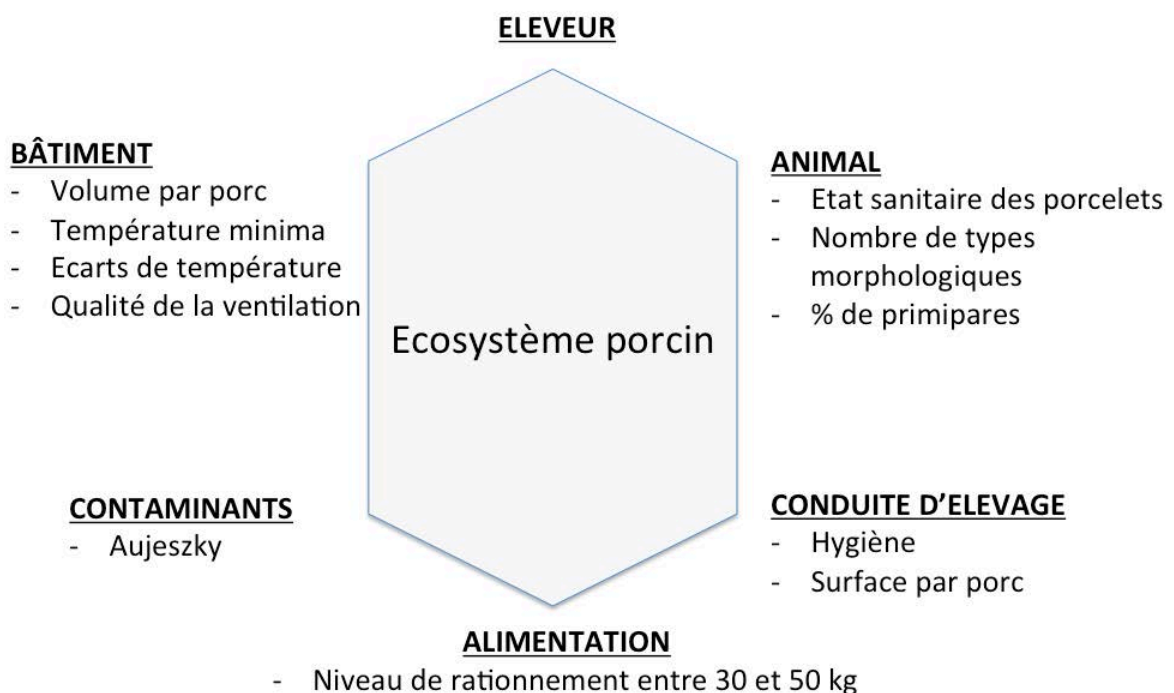 ELEVEUR
BÂTIMENT
- Volume par porc
- Température minima
- Ecarts de température
- Qualité de la ventilation
ANIMAL
- Etat sanitaire des porcelets
- Nombre de types
morphologiques
- % de primipares
Ecosystème porcin
CONTAMINANTS
- Aujeszky
CONDUITE D’ELEVAGE
- Hygiène
- Surface par porc
ALIMENTATION
- Niveau de rationnement entre 30 et 50 kg